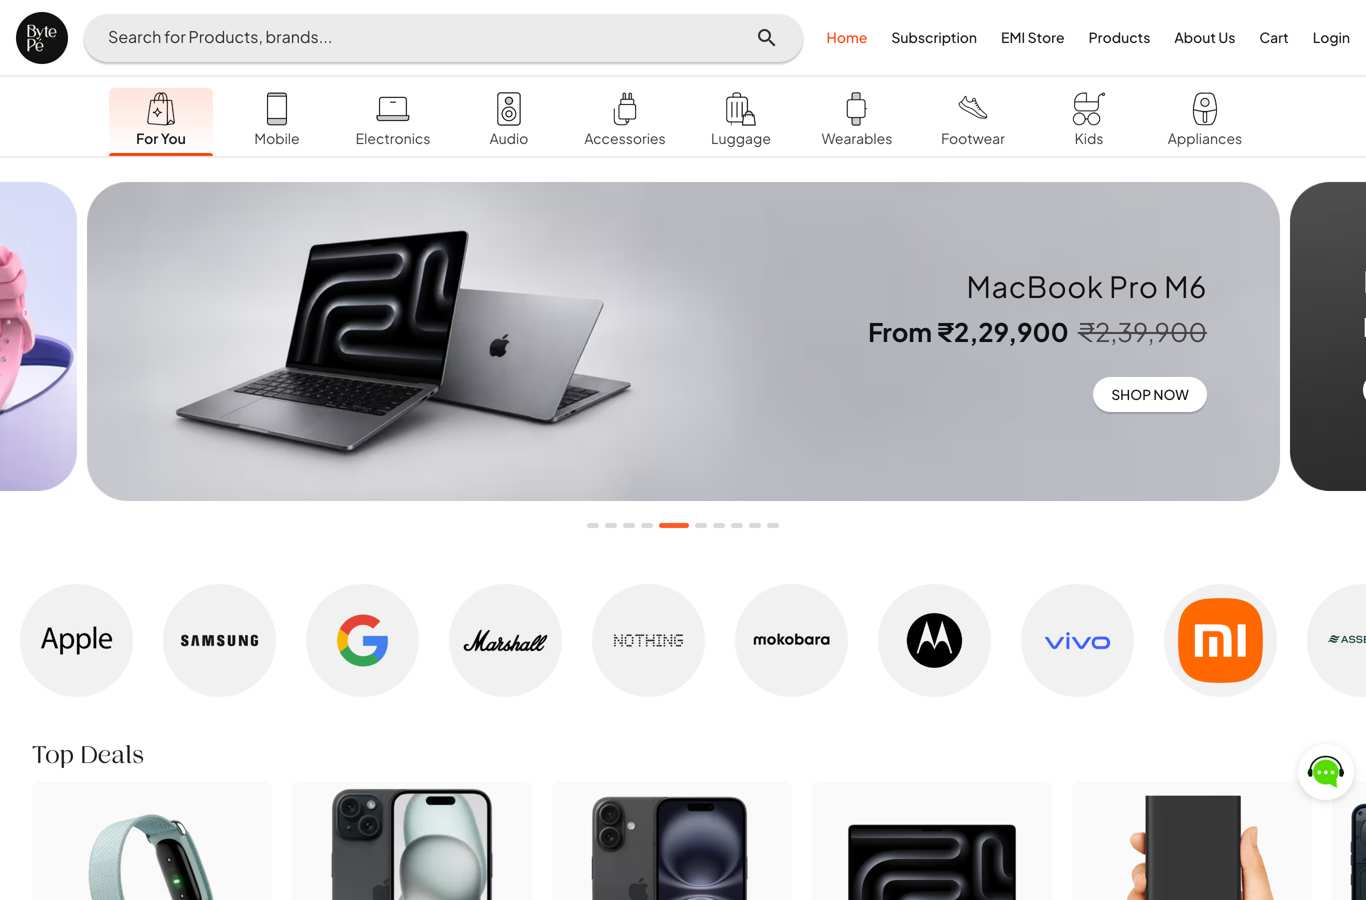 Byte
Pe
Search for Products, brands...
Home
Subscription
EMI Store
Products
About Us
Cart
Login
For You
Mobile
Electronics
Audio
Accessories
Luggage
Wearables
Footwear
Kids
Appliances
MacBook Pro M6
From ₹2,29,900 ₹2,39,900
SHOP NOW
Apple
SAMSUNG
G
Marshall
NOTHING
mokobara
vivo
mi
Top Deals